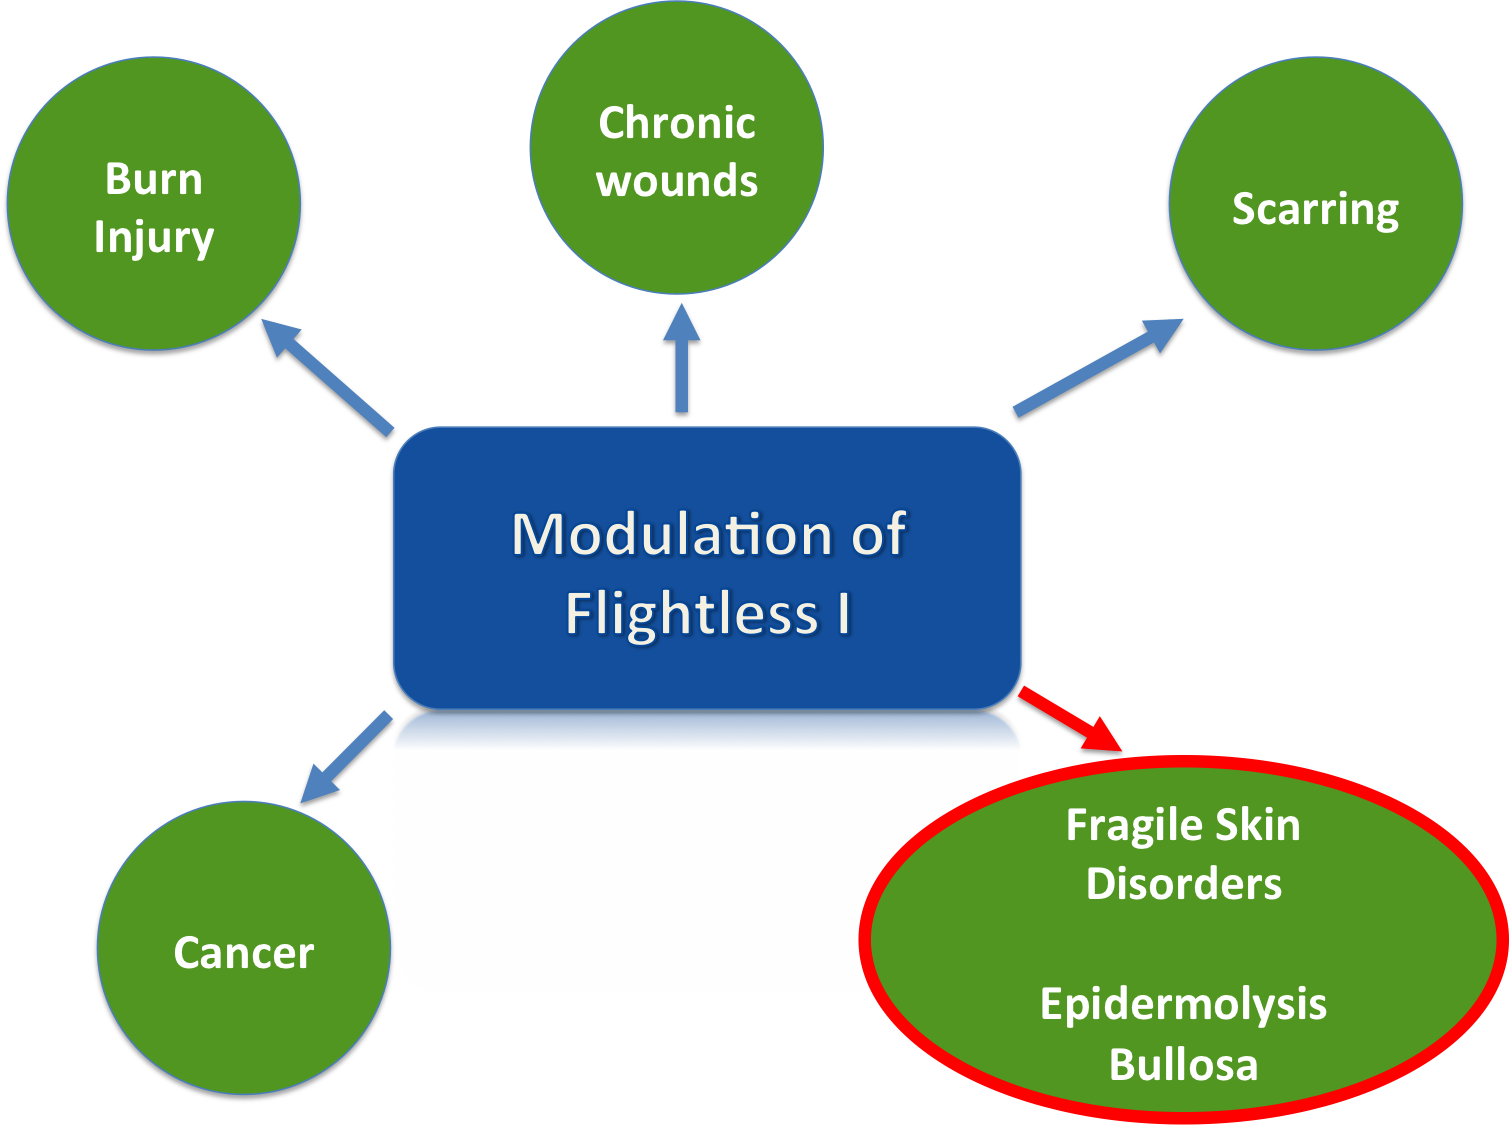 Burn
Injury
Chronic
wounds
Scarring
Modulation of
Flightless I
Cancer
Fragile Skin
Disorders
Epidermolysis
Bullosa